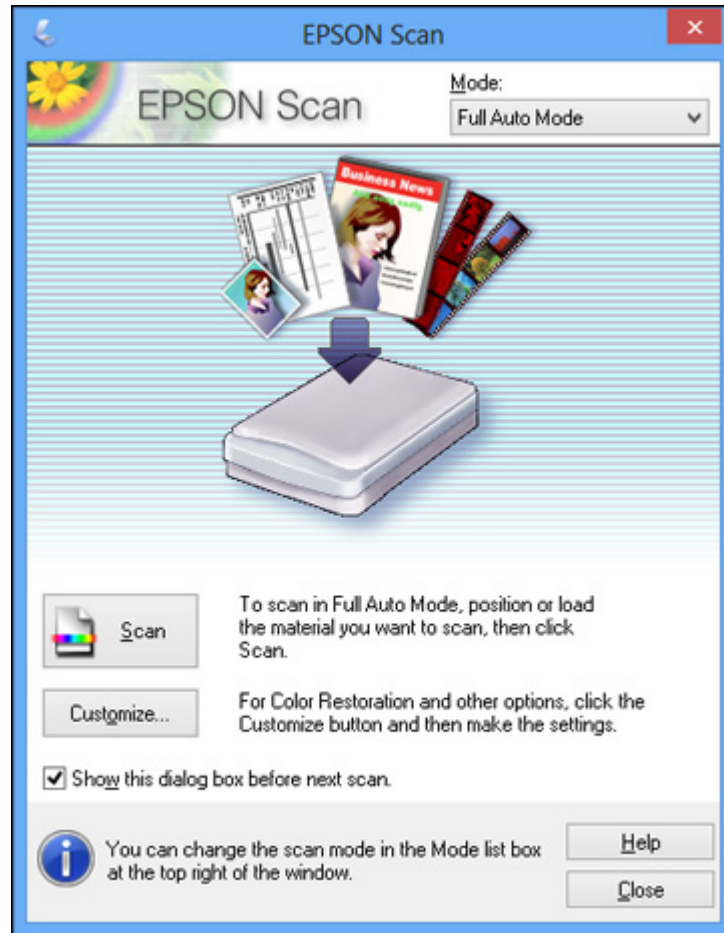 EPSON Scan
EPSON Scan
Mode:
Full Auto Mode
Business News
Scan
To scan in Full Auto Mode, position or load
the material you want to scan, then click
Scan.
Customize...
For Color Restoration and other options, click the
Customize button and then make the settings.
Show this dialog box before next scan.
You can change the scan mode in the Mode list box
at the top right of the window.
Help
Close